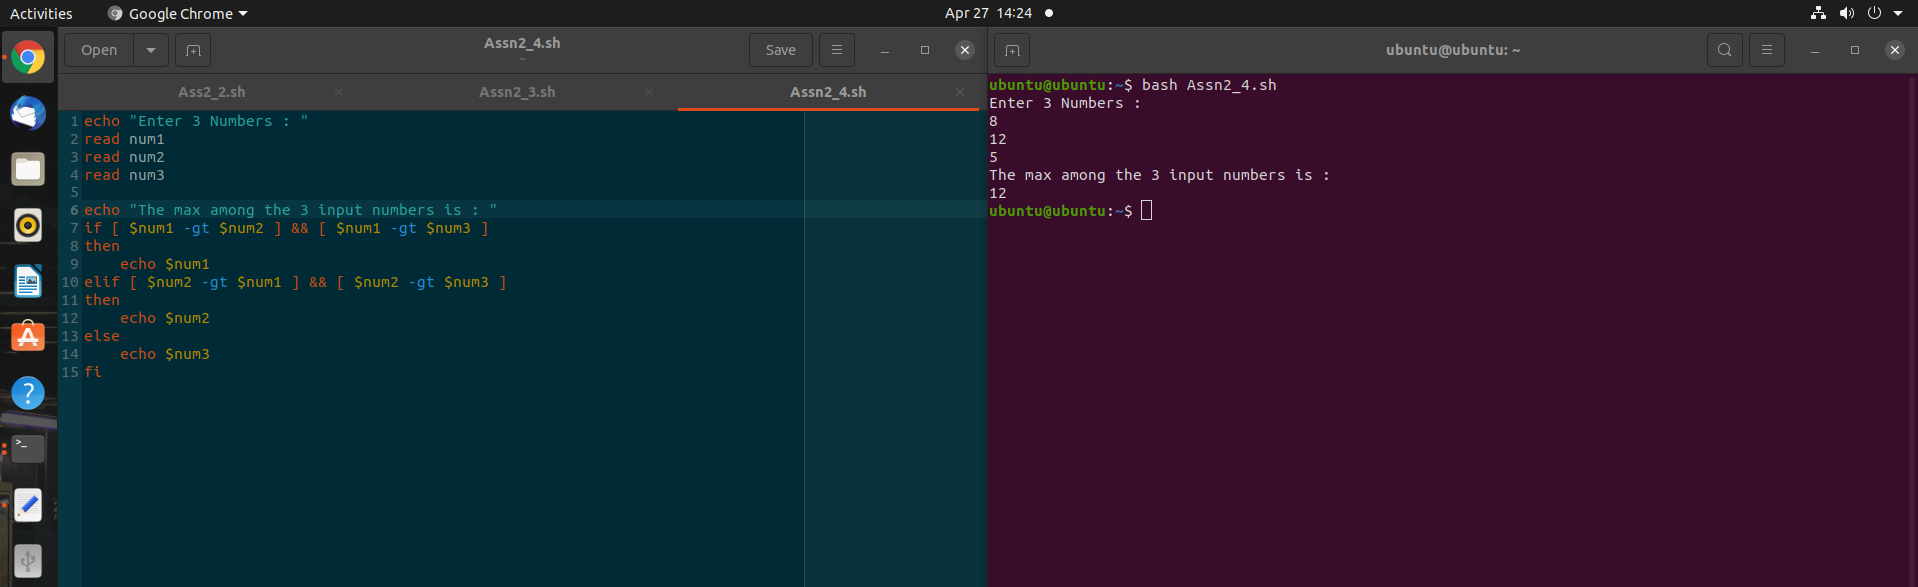 Activities
Google Chrome
Apr 27 14:24
Open
Assn2_4.sh
~
Save
Ass2_2.sh
Assn2_3.sh
Assn2_4.sh
1 echo "Enter 3 Numbers : "
2 read num1
3 read num2
4 read num3
5
6 echo "The max among the 3 input numbers is : "
7 if [ $num1 -gt $num2 ] && [ $num1 -gt $num3 ]
8 then
9     echo $num1
10 elif [ $num2 -gt $num1 ] && [ $num2 -gt $num3 ]
11 then
12     echo $num2
13 else
14     echo $num3
15 fi
ubuntu@ubuntu: ~
ubuntu@ubuntu:~$ bash Assn2_4.sh
Enter 3 Numbers :
8
12
5
The max among the 3 input numbers is :
12
ubuntu@ubuntu:~$